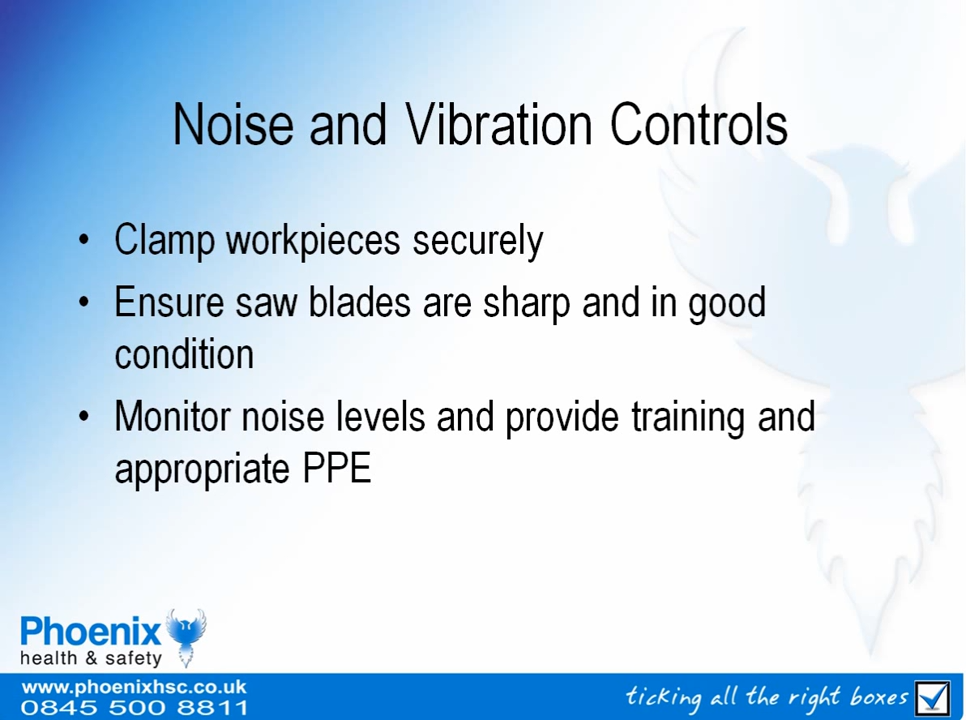 Noise and Vibration Controls
• Clamp workpieces securely
• Ensure saw blades are sharp and in good
condition
• Monitor noise levels and provide training and
appropriate PPE
Phoenix
health & safety
www.phoenixhsc.co.uk
0845 500 8811
ticking all the right boxes